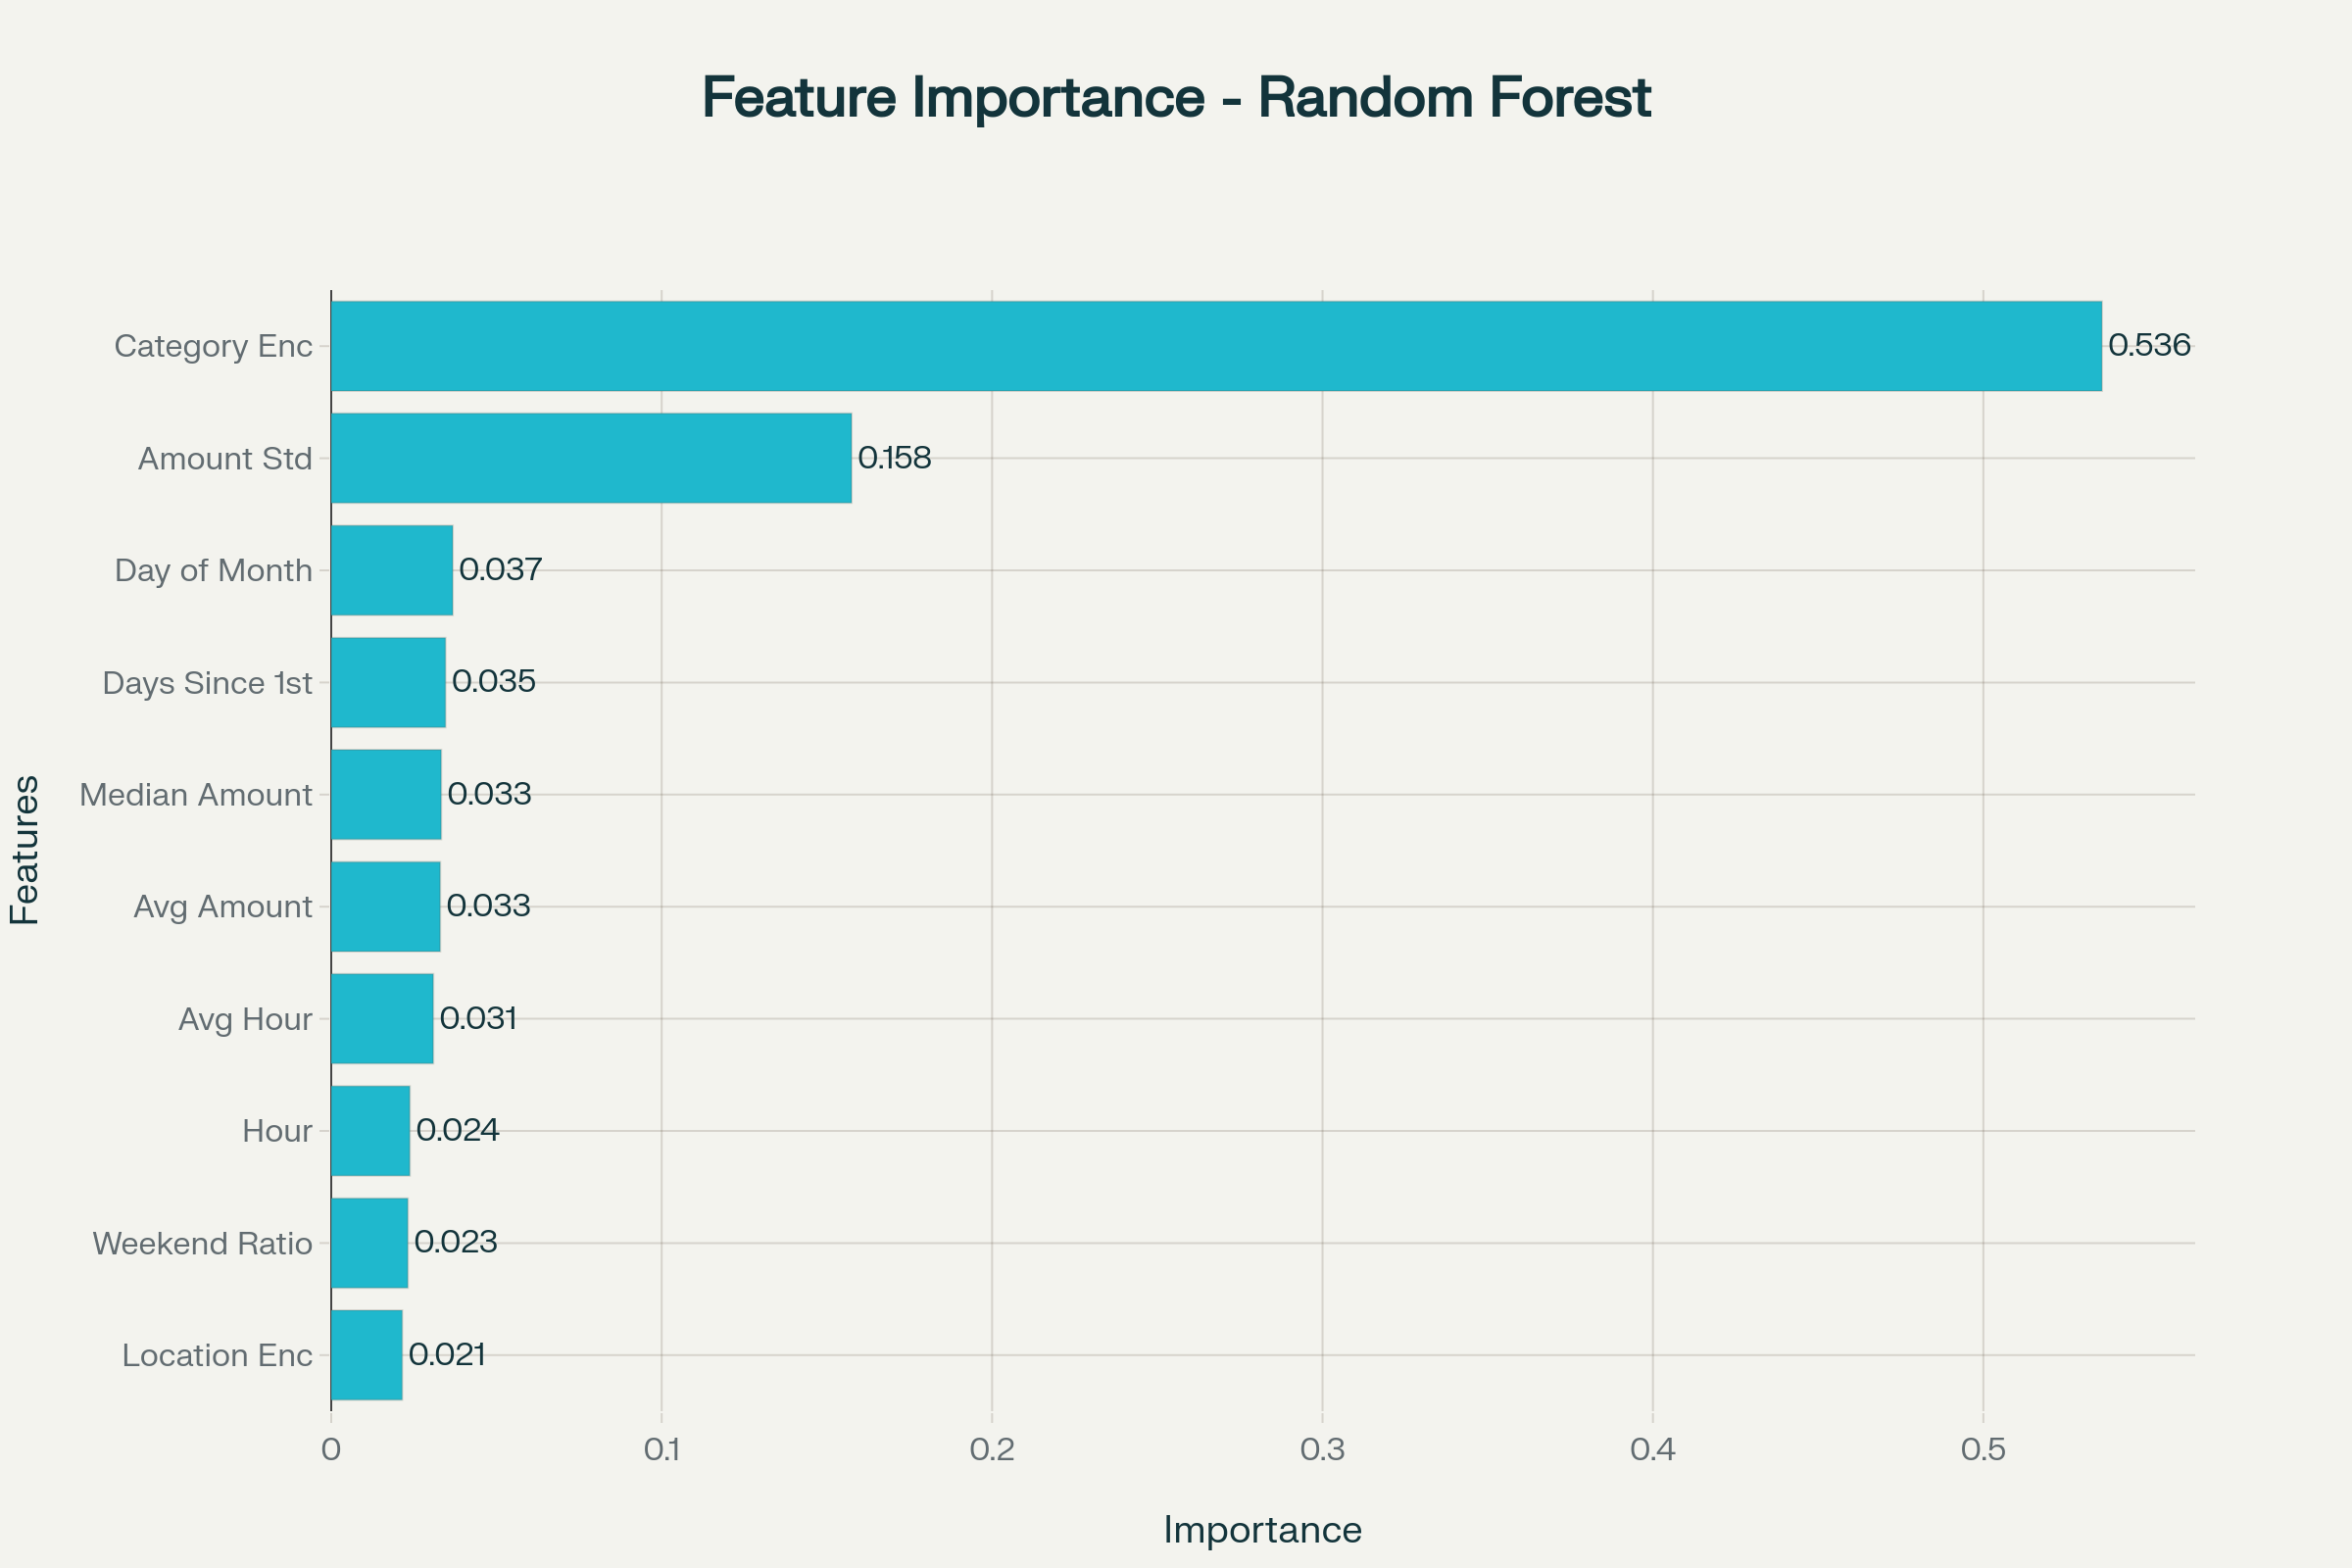 Feature Importance - Random Forest
Category Enc 0.536
Amount Std 0.158
Day of Month 0.037
Days Since 1st 0.035
Median Amount 0.033
Avg Amount 0.033
Avg Hour 0.031
Hour 0.024
Weekend Ratio 0.023
Location Enc 0.021
Features
0 0.1 0.2 0.3 0.4 0.5
Importance